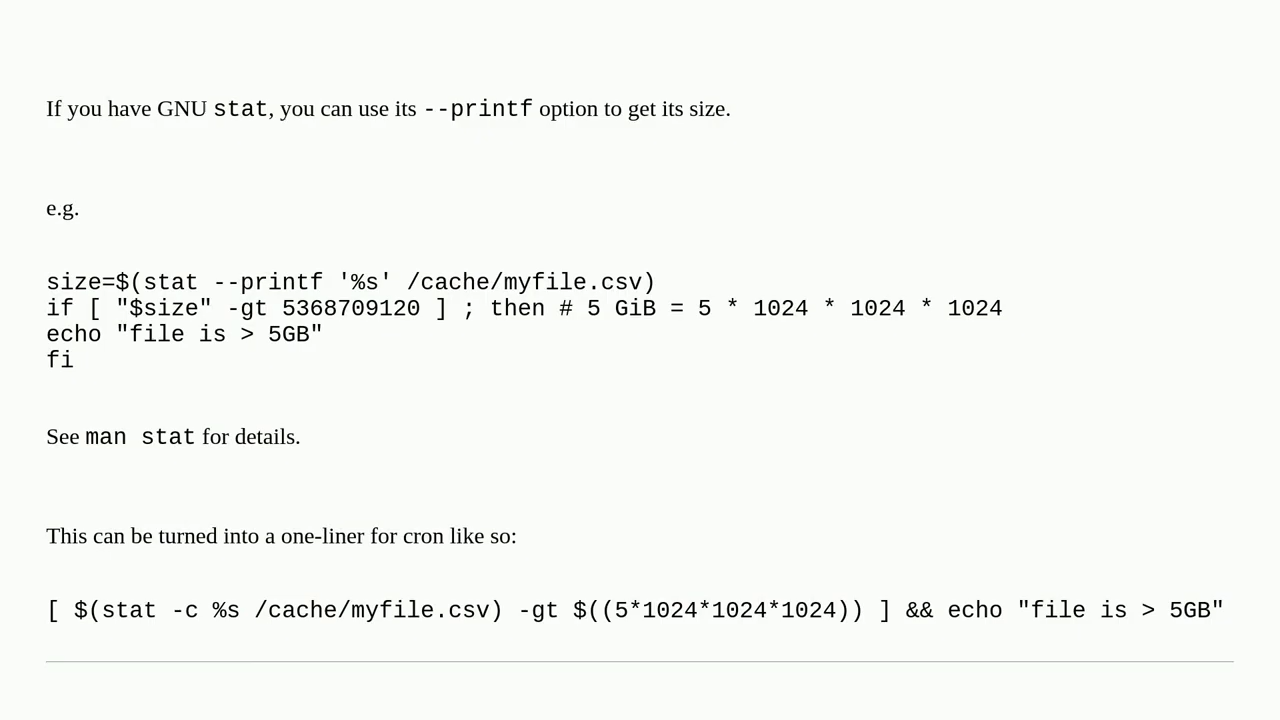 If you have GNU stat, you can use its --printf option to get its size.
e.g.
size=$(stat --printf '%s' /cache/myfile.csv)
if [ "$size" -gt 5368709120 ] ; then # 5 GiB = 5 * 1024 * 1024 * 1024
echo "file is > 5GB"
fi
See man stat for details.
This can be turned into a one-liner for cron like so:
[ $(stat -c %s /cache/myfile.csv) -gt $((5*1024*1024*1024)) ] && echo "file is > 5GB"